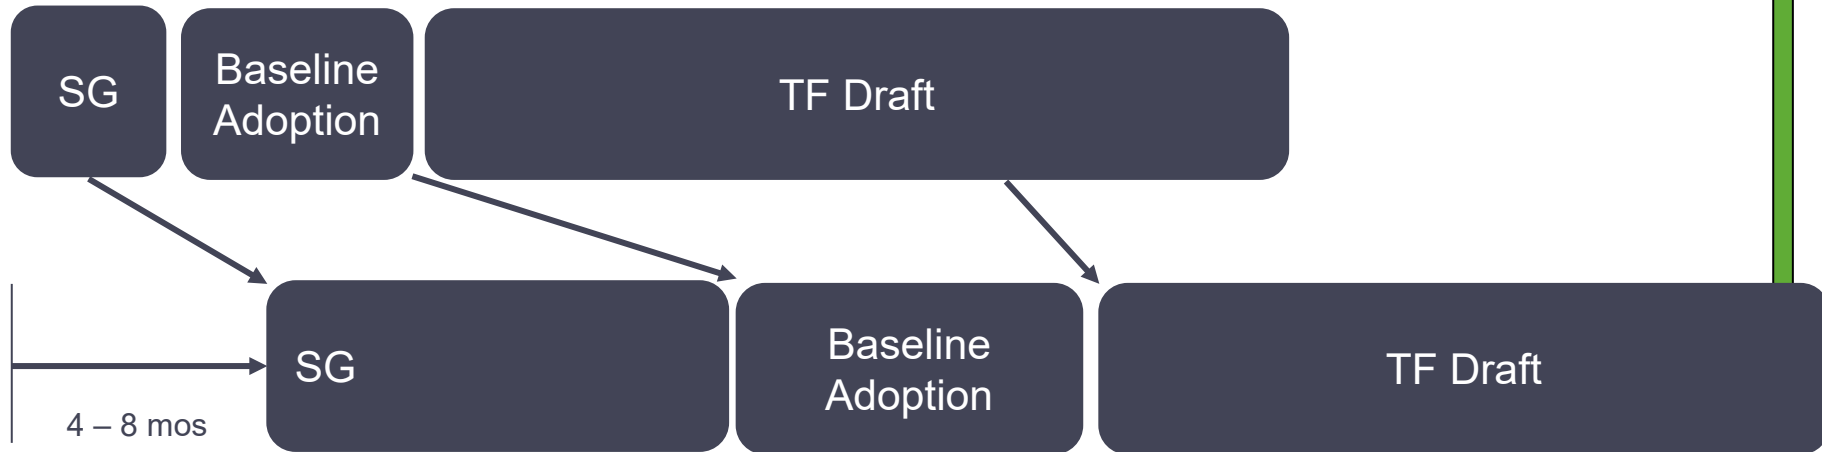 SG
Baseline
Adoption
TF Draft
SG
Baseline
Adoption
TF Draft
4 – 8 mos